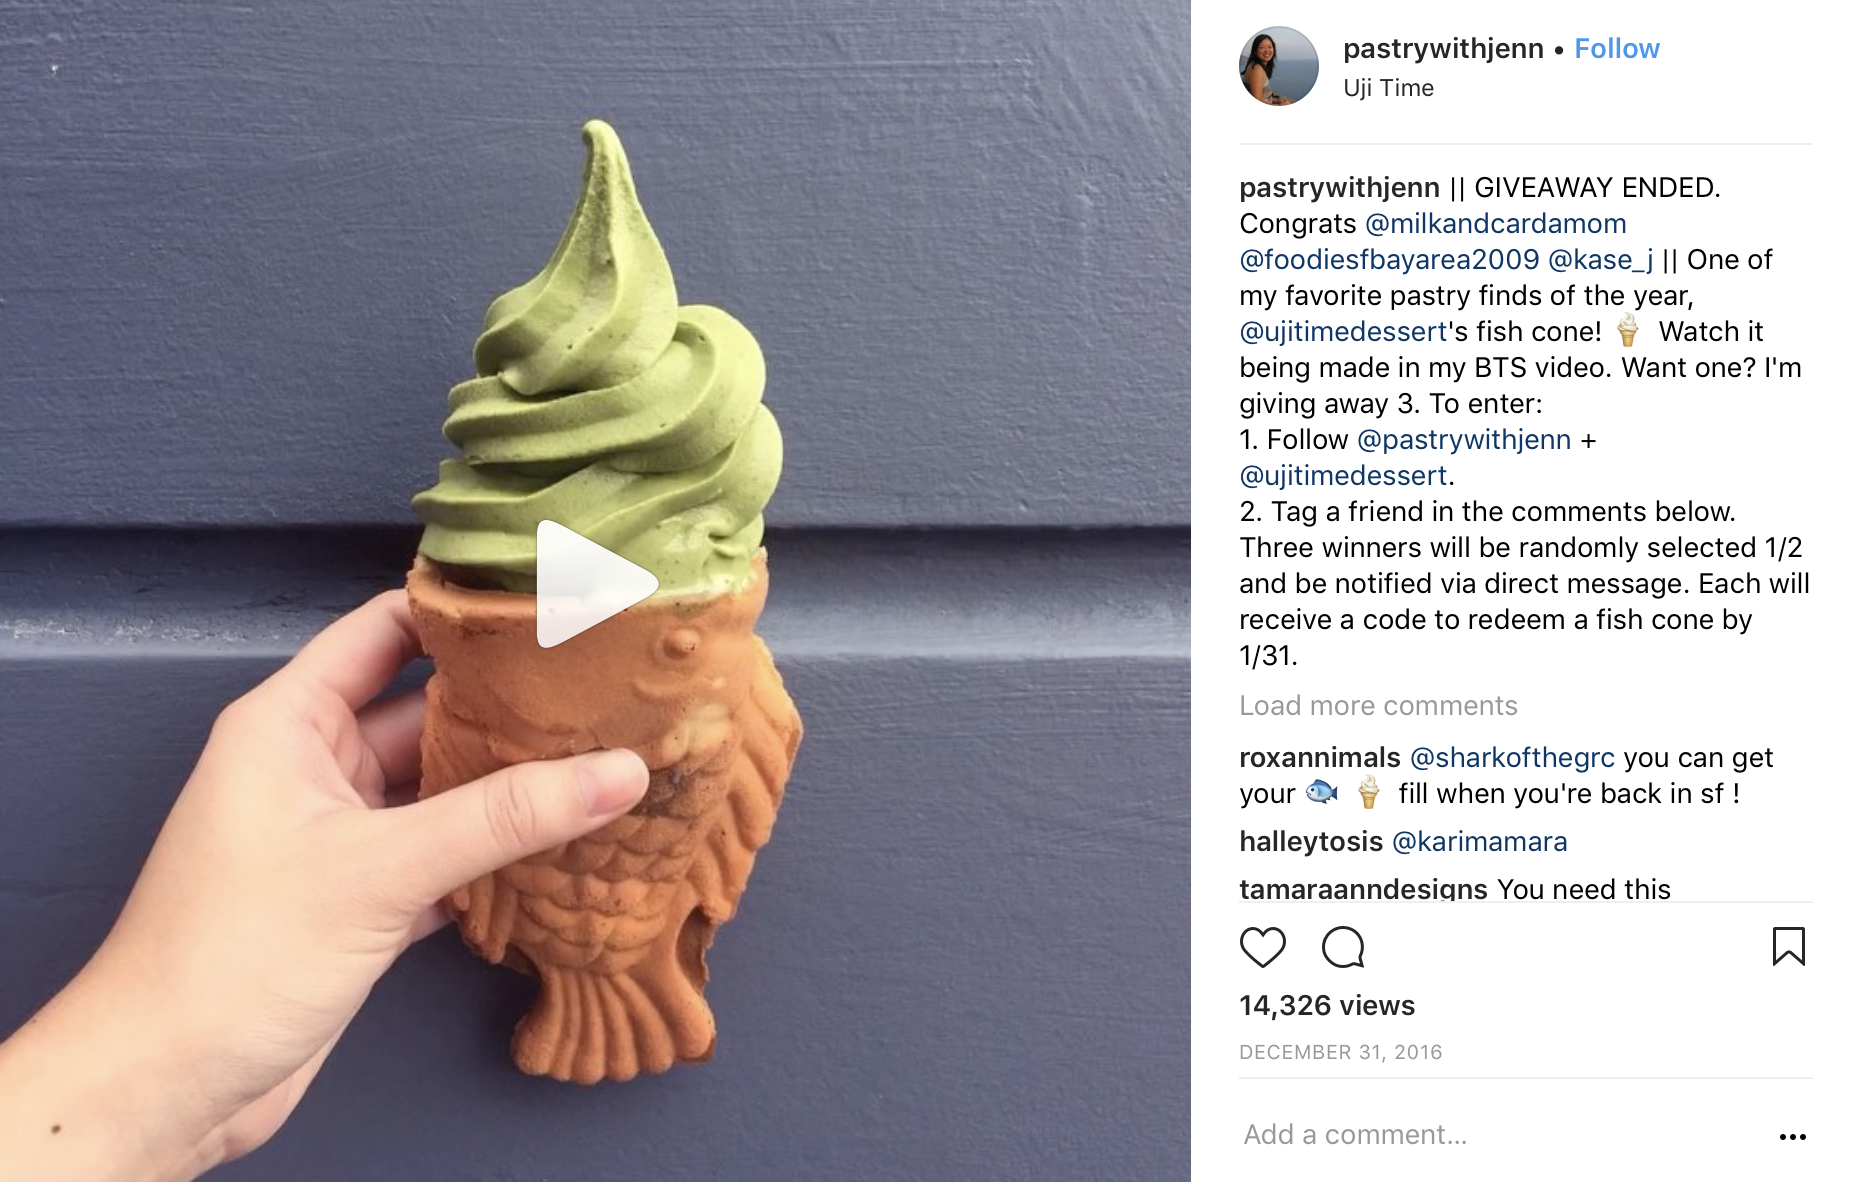 pastrywithjenn • Follow
Uji Time
pastrywithjenn || GIVEAWAY ENDED.
Congrats @milkandcardamom
@foodiesfbayarea2009 @kase_j || One of
my favorite pastry finds of the year,
@ujitimedessert's fish cone! 🍦 Watch it
being made in my BTS video. Want one? I'm
giving away 3. To enter:
1. Follow @pastrywithjenn +
@ujitimedessert.
2. Tag a friend in the comments below.
Three winners will be randomly selected 1/2
and be notified via direct message. Each will
receive a code to redeem a fish cone by
1/31.
Load more comments
roxannimals @sharkofthegrc you can get
your 🐟 🍦 fill when you're back in sf !
halleytosis @karimamara
tamaraanndesigns You need this
14,326 views
DECEMBER 31, 2016
Add a comment...